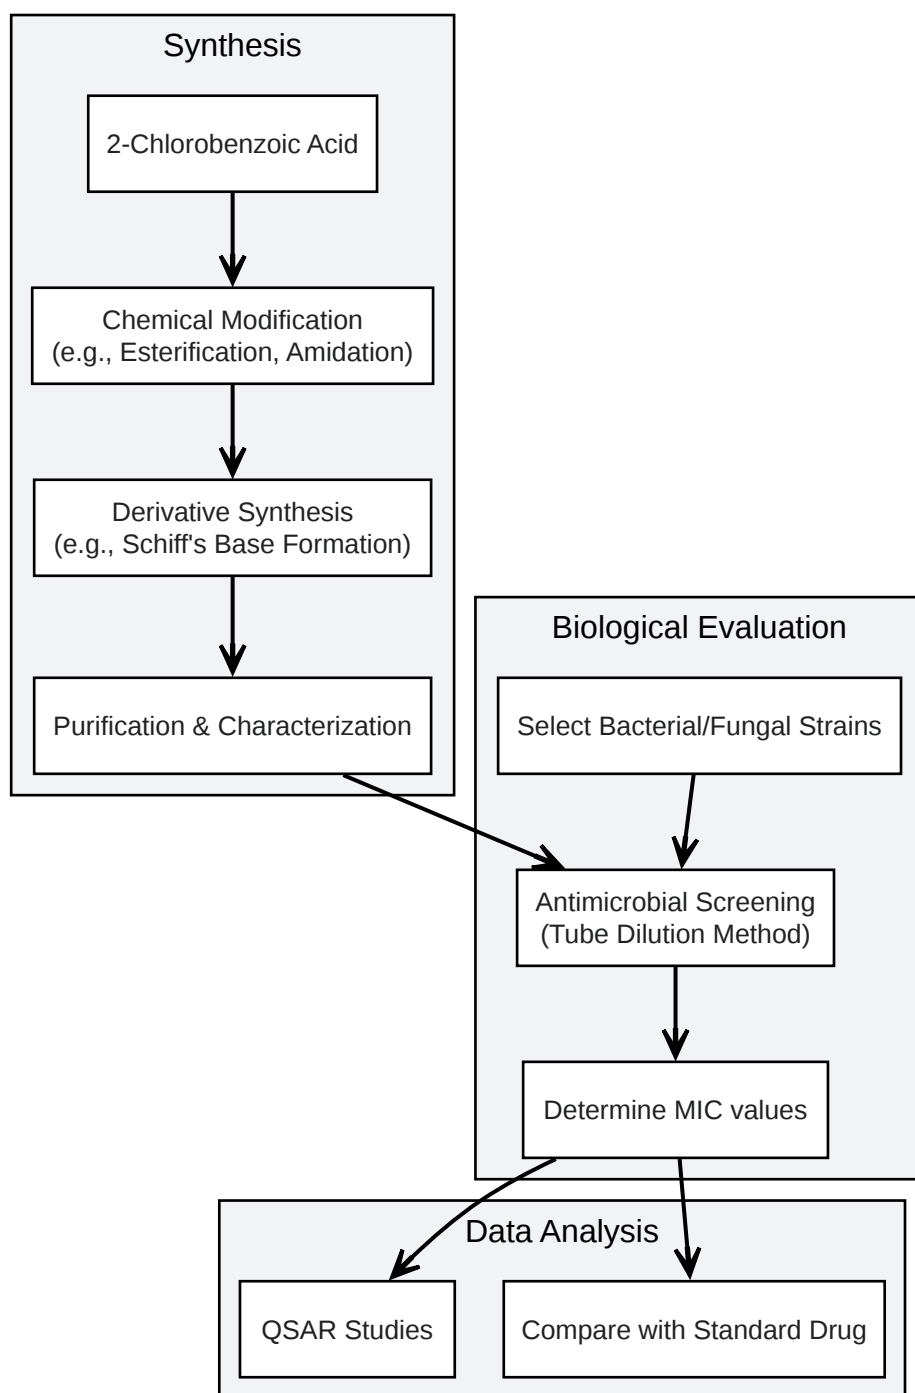 Synthesis
2-Chlorobenzoic Acid
Chemical Modification
(e.g., Esterification, Amidation)
Derivative Synthesis
(e.g., Schiff's Base Formation)
Purification & Characterization
Biological Evaluation
Select Bacterial/Fungal Strains
Antimicrobial Screening
(Tube Dilution Method)
Determine MIC values
Data Analysis
QSAR Studies
Compare with Standard Drug